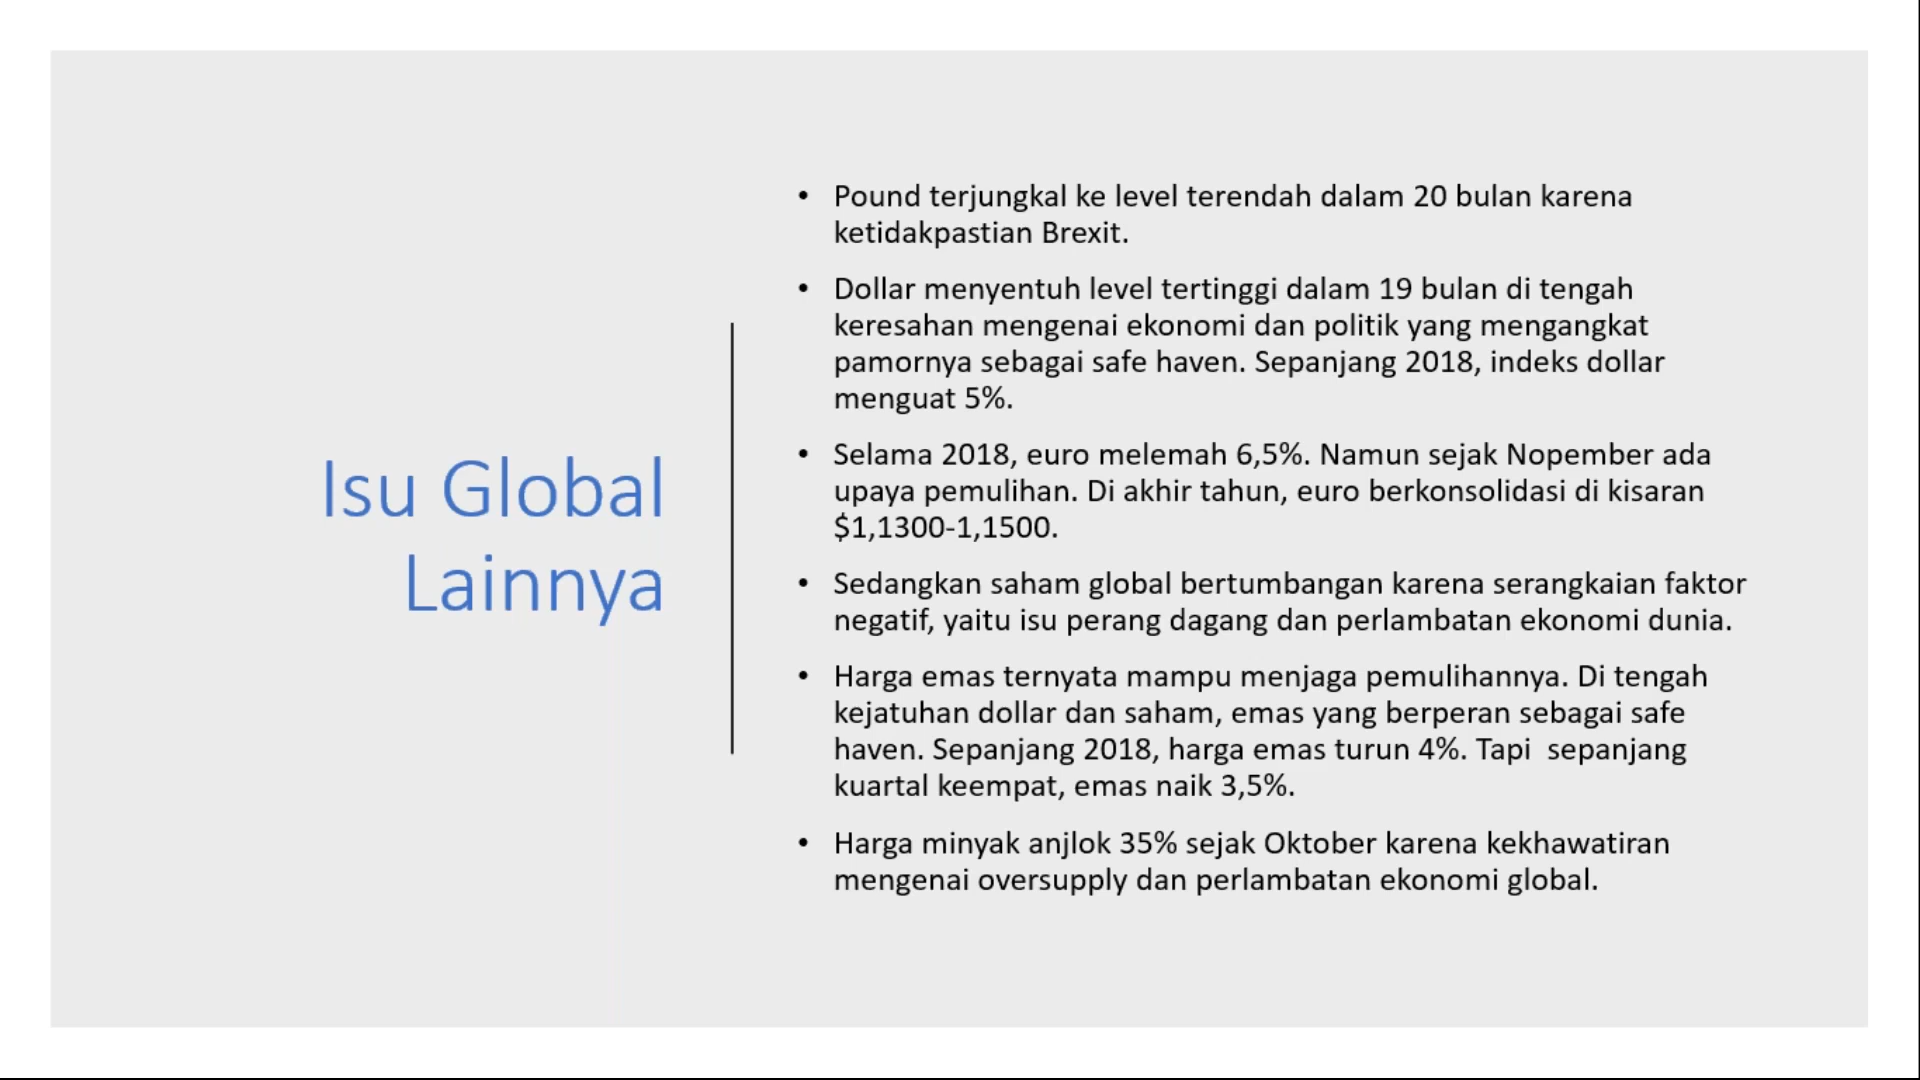 Isu Global
Lainnya
• Pound terjungkal ke level terendah dalam 20 bulan karena
ketidakpastian Brexit.
• Dollar menyentuh level tertinggi dalam 19 bulan di tengah
keresahan mengenai ekonomi dan politik yang mengangkat
pamornya sebagai safe haven. Sepanjang 2018, indeks dollar
menguat 5%.
• Selama 2018, euro melemah 6,5%. Namun sejak Nopember ada
upaya pemulihan. Di akhir tahun, euro berkonsolidasi di kisaran
$1,1300-1,1500.
• Sedangkan saham global bertumbangan karena serangkaian faktor
negatif, yaitu isu perang dagang dan perlambatan ekonomi dunia.
• Harga emas ternyata mampu menjaga pemulihannya. Di tengah
kejatuhan dollar dan saham, emas yang berperan sebagai safe
haven. Sepanjang 2018, harga emas turun 4%. Tapi  sepanjang
kuartal keempat, emas naik 3,5%.
• Harga minyak anjlok 35% sejak Oktober karena kekhawatiran
mengenai oversupply dan perlambatan ekonomi global.